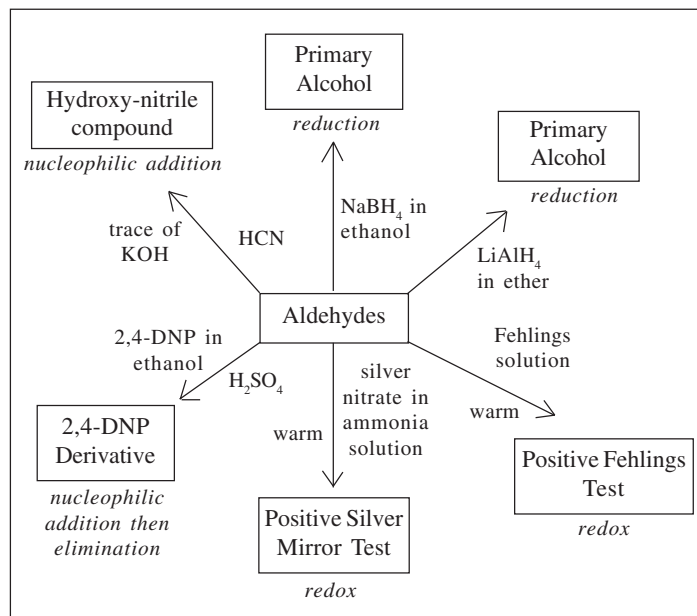 Primary
Alcohol
reduction
Hydroxy-nitrile
compound
nucleophilic addition
Primary
Alcohol
reduction
trace of
KOH
HCN
NaBH₄ in
ethanol
LiAlH₄
in ether
Aldehydes
2,4-DNP in
ethanol
H₂SO₄
Fehlings
solution
warm
silver
nitrate in
ammonia
solution
warm
2,4-DNP
Derivative
nucleophilic
addition then
elimination
Positive Silver
Mirror Test
redox
Positive Fehlings
Test
redox